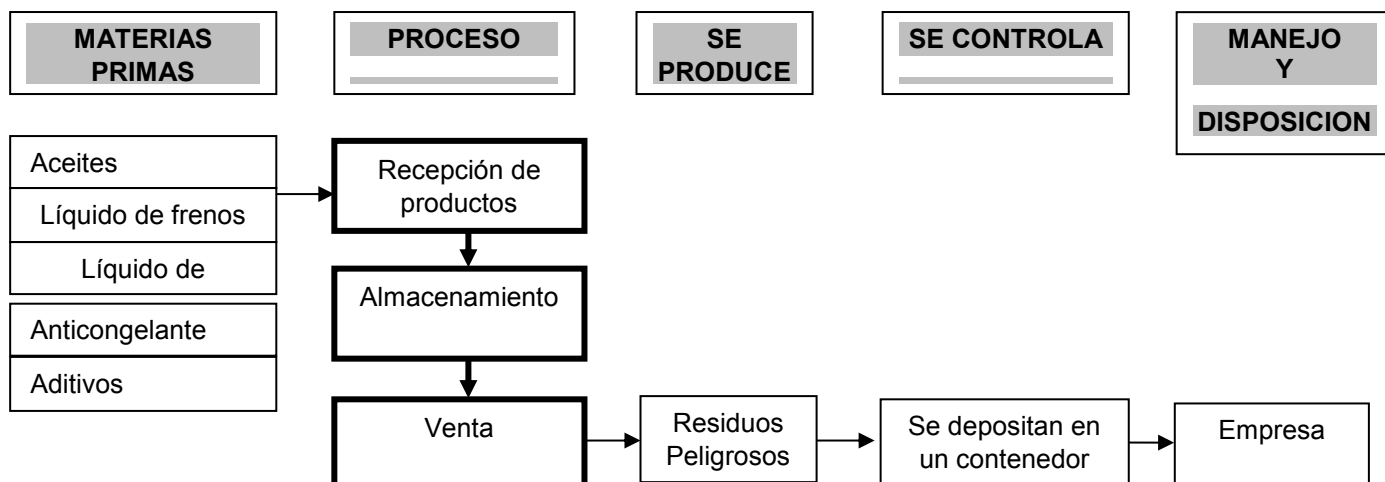 MATERIAS
PRIMAS
PROCESO
SE
PRODUCE
SE CONTROLA
MANEJO
Y
DISPOSICION
Aceites
Líquido de frenos
Líquido de
Anticongelante
Aditivos
Recepción de
productos
Almacenamiento
Venta
Residuos
Peligrosos
Se depositan en
un contenedor
Empresa